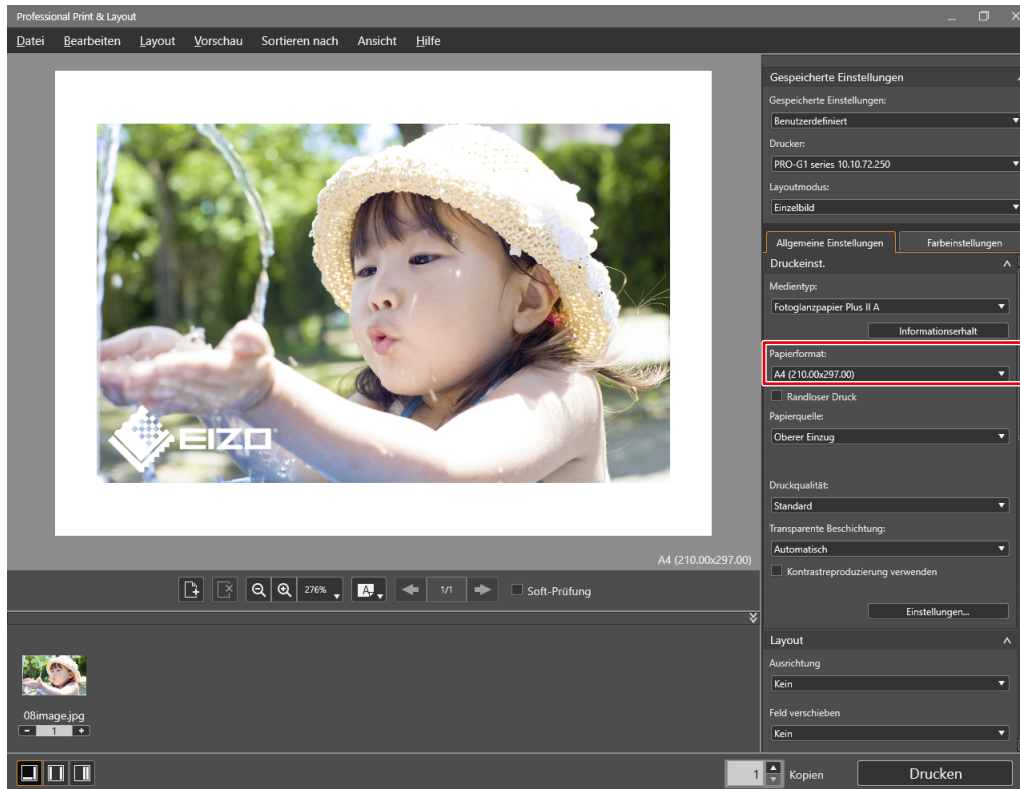 Professional Print & Layout
Datei Bearbeiten Layout Vorschau Sortieren nach Ansicht Hilfe
EIZO
A4 (210.00x297.00)
276%
A
1/1
Soft-Prüfung
08image.jpg
- 1 +
Gespeicherte Einstellungen
Gespeicherte Einstellungen:
Benutzerdefiniert
Drucker:
PRO-G1 series 10.10.72.250
Layoutmodus:
Einzelbild
Allgemeine Einstellungen Farbeinstellungen
Druckeinst.
Medientyp:
Fotoglanzpapier Plus II A
Informationserhalt
Papierformat:
A4 (210.00x297.00)
Randloser Druck
Papierquelle:
Oberer Einzug
Druckqualität:
Standard
Transparente Beschichtung:
Automatisch
Kontrastreproduzierung verwenden
Einstellungen...
Layout
Ausrichtung
Kein
Feld verschieben
Kein
1 Kopien Drucken